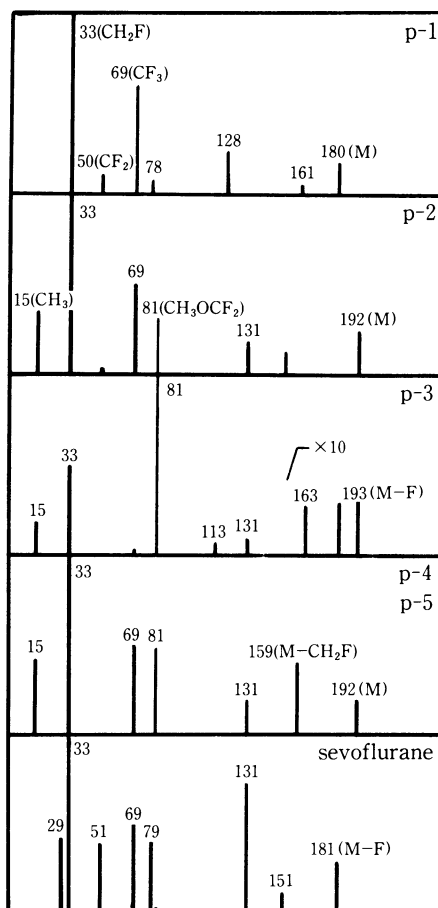 33(CH₂F)
p-1
69(CF₃)
50(CF₂)
78
128
161
180(M)
33
p-2
15(CH₃)
69
81(CH₃OCF₂)
131
192(M)
81
p-3
33
×10
15
113
131
163
193(M−F)
33
p-4
p-5
15
69
81
159(M−CH₂F)
131
192(M)
33
sevoflurane
131
29
51
69
79
151
181(M−F)